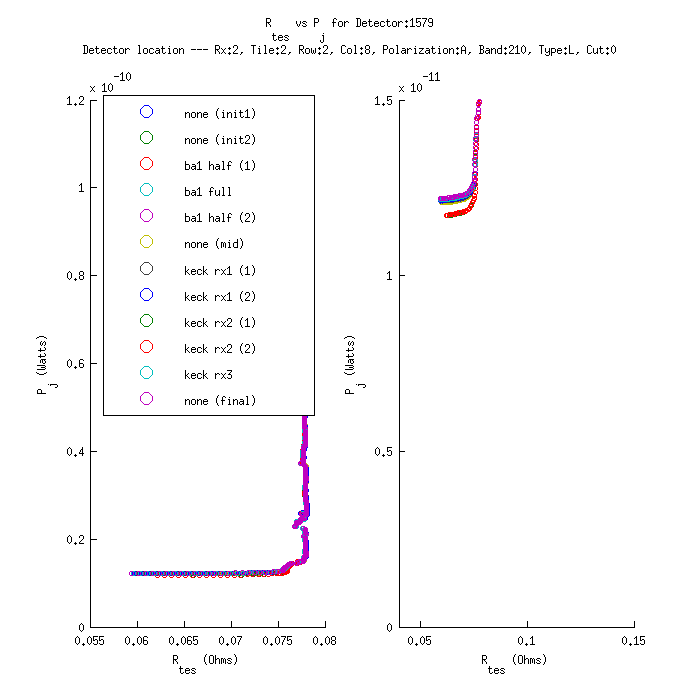 R_tes vs P_j for Detector:1579
Detector location --- Rx:2, Tile:2, Row:2, Col:8, Polarization:A, Band:210, Type:L, Cut:0
x 10^-10
x 10^-11
1.2
1
0.8
0.6
0.4
0.2
0
P_j (Watts)
none (init1)
none (init2)
ba1 half (1)
ba1 full
ba1 half (2)
none (mid)
keck rx1 (1)
keck rx1 (2)
keck rx2 (1)
keck rx2 (2)
keck rx3
none (final)
0.055 0.06 0.065 0.07 0.075 0.08
R_tes (Ohms)
1.5
1
0.5
0
P_j (Watts)
0.05 0.1 0.15
R_tes (Ohms)